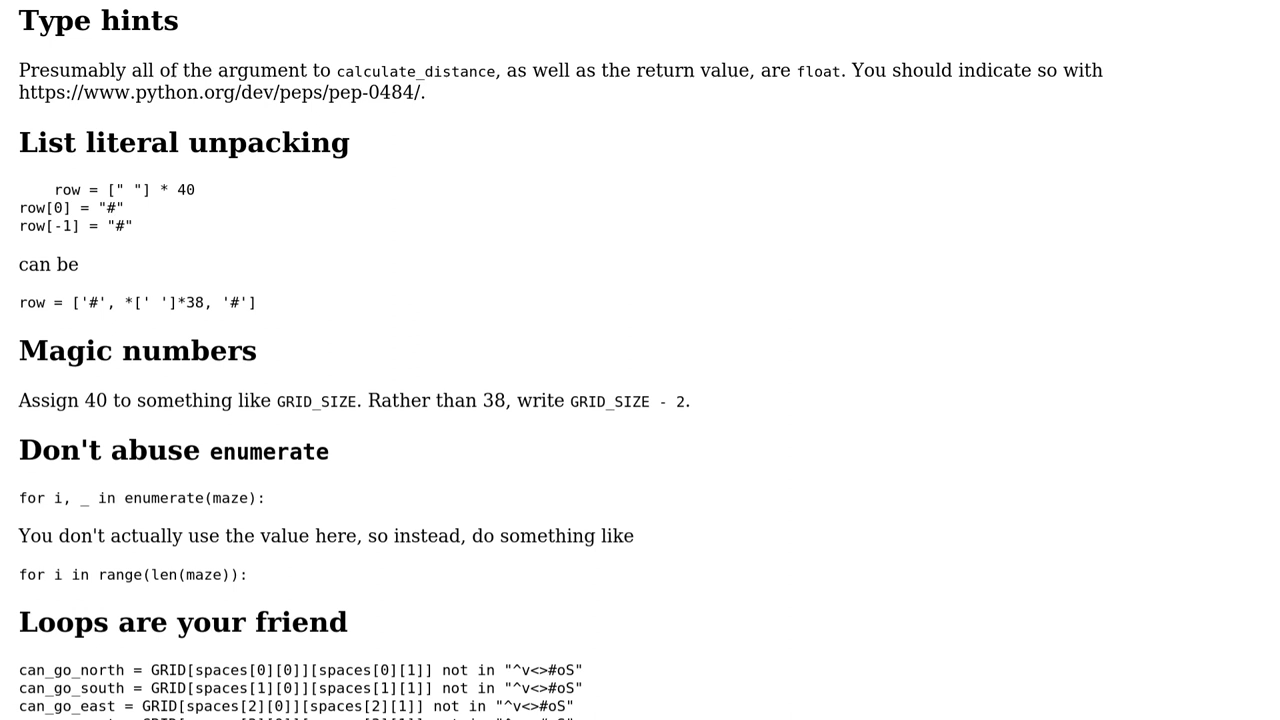 Type hints
Presumably all of the argument to calculate_distance, as well as the return value, are float. You should indicate so with
https://www.python.org/dev/peps/pep-0484/.
List literal unpacking
    row = [" "] * 40
row[0] = "#"
row[-1] = "#"
can be
row = ['#', *[' ']*38, '#']
Magic numbers
Assign 40 to something like GRID_SIZE. Rather than 38, write GRID_SIZE - 2.
Don't abuse enumerate
for i, _ in enumerate(maze):
You don't actually use the value here, so instead, do something like
for i in range(len(maze)):
Loops are your friend
can_go_north = GRID[spaces[0][0]][spaces[0][1]] not in "^v<>#oS"
can_go_south = GRID[spaces[1][0]][spaces[1][1]] not in "^v<>#oS"
can_go_east = GRID[spaces[2][0]][spaces[2][1]] not in "^v<>#oS"